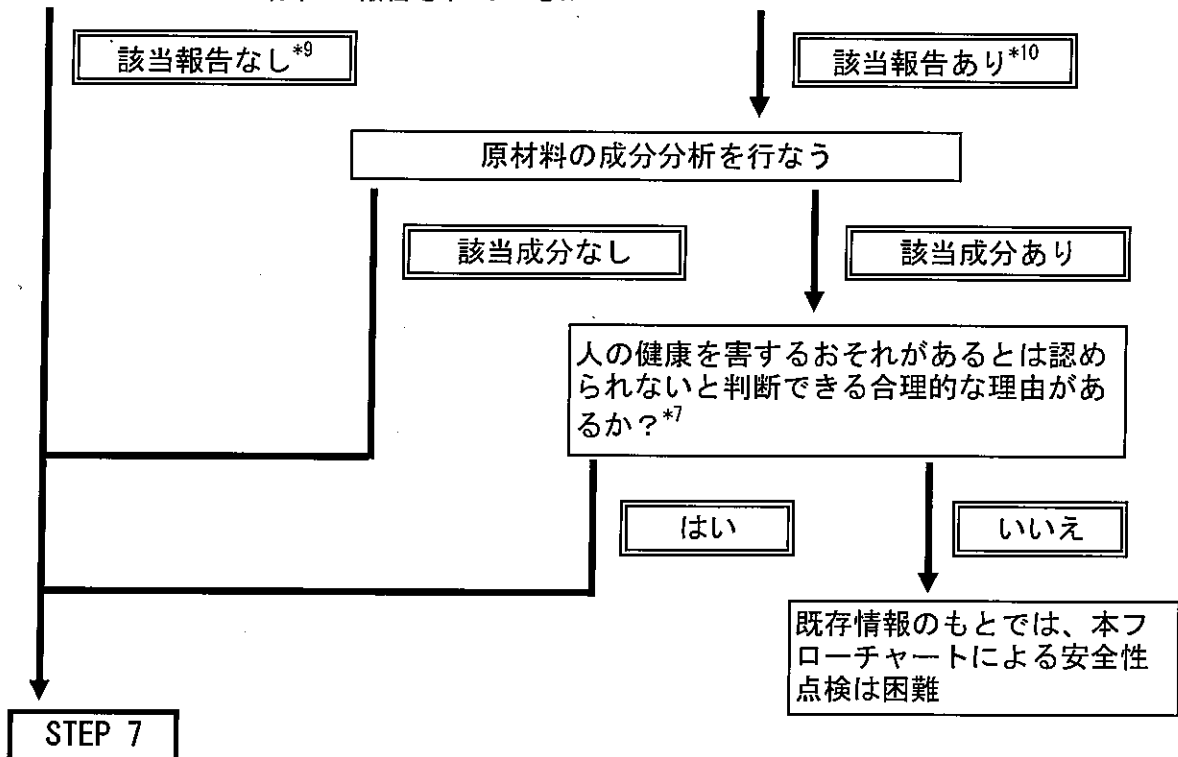 該当報告なし*9
該当報告あり*10
原材料の成分分析を行なう
該当成分なし
該当成分あり
人の健康を害するおそれがあるとは認め
られないと判断できる合理的な理由があ
るか？*7
はい
いいえ
既存情報のもとでは、本フ
ローチャートによる安全性
点検は困難
STEP 7